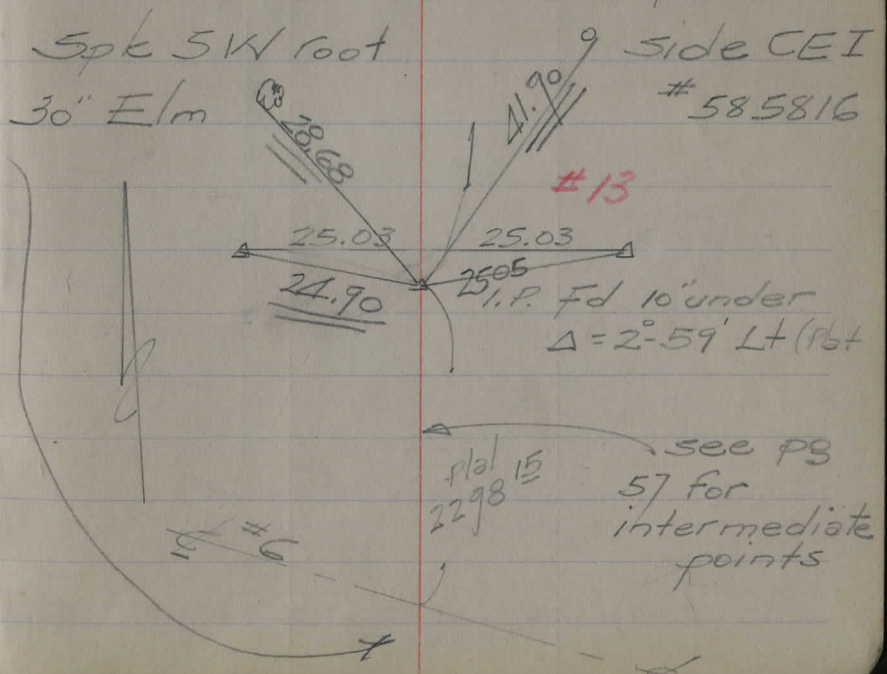 Spk SW root
30" Elm
Side CEI
# 585816
28.68
41.90
#13
25.03
25.03
24.90
25.05
I.P. Fd 10" under
Δ = 2°-59' Lt (Plat
see pg
57 for
intermediate
points
plat
2298 15
#6